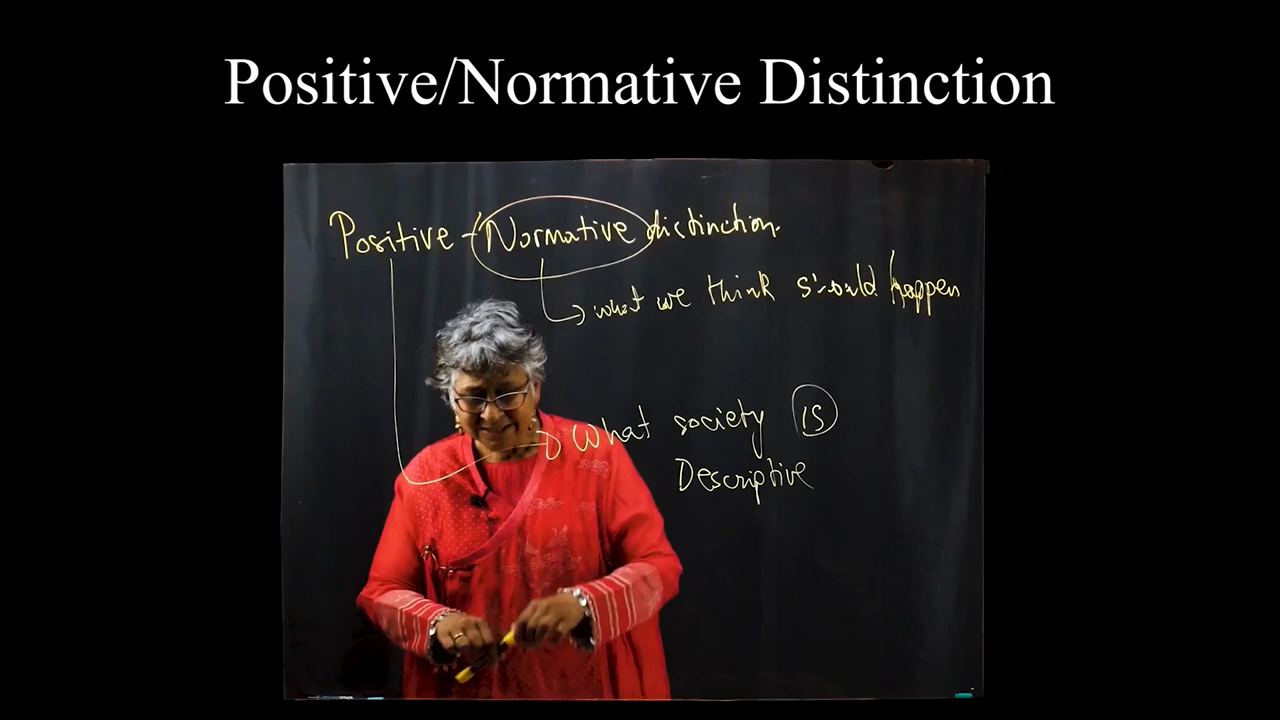 Positive/Normative Distinction
Positive - Normative distinction.
what we think should happen
What society is
Descriptive